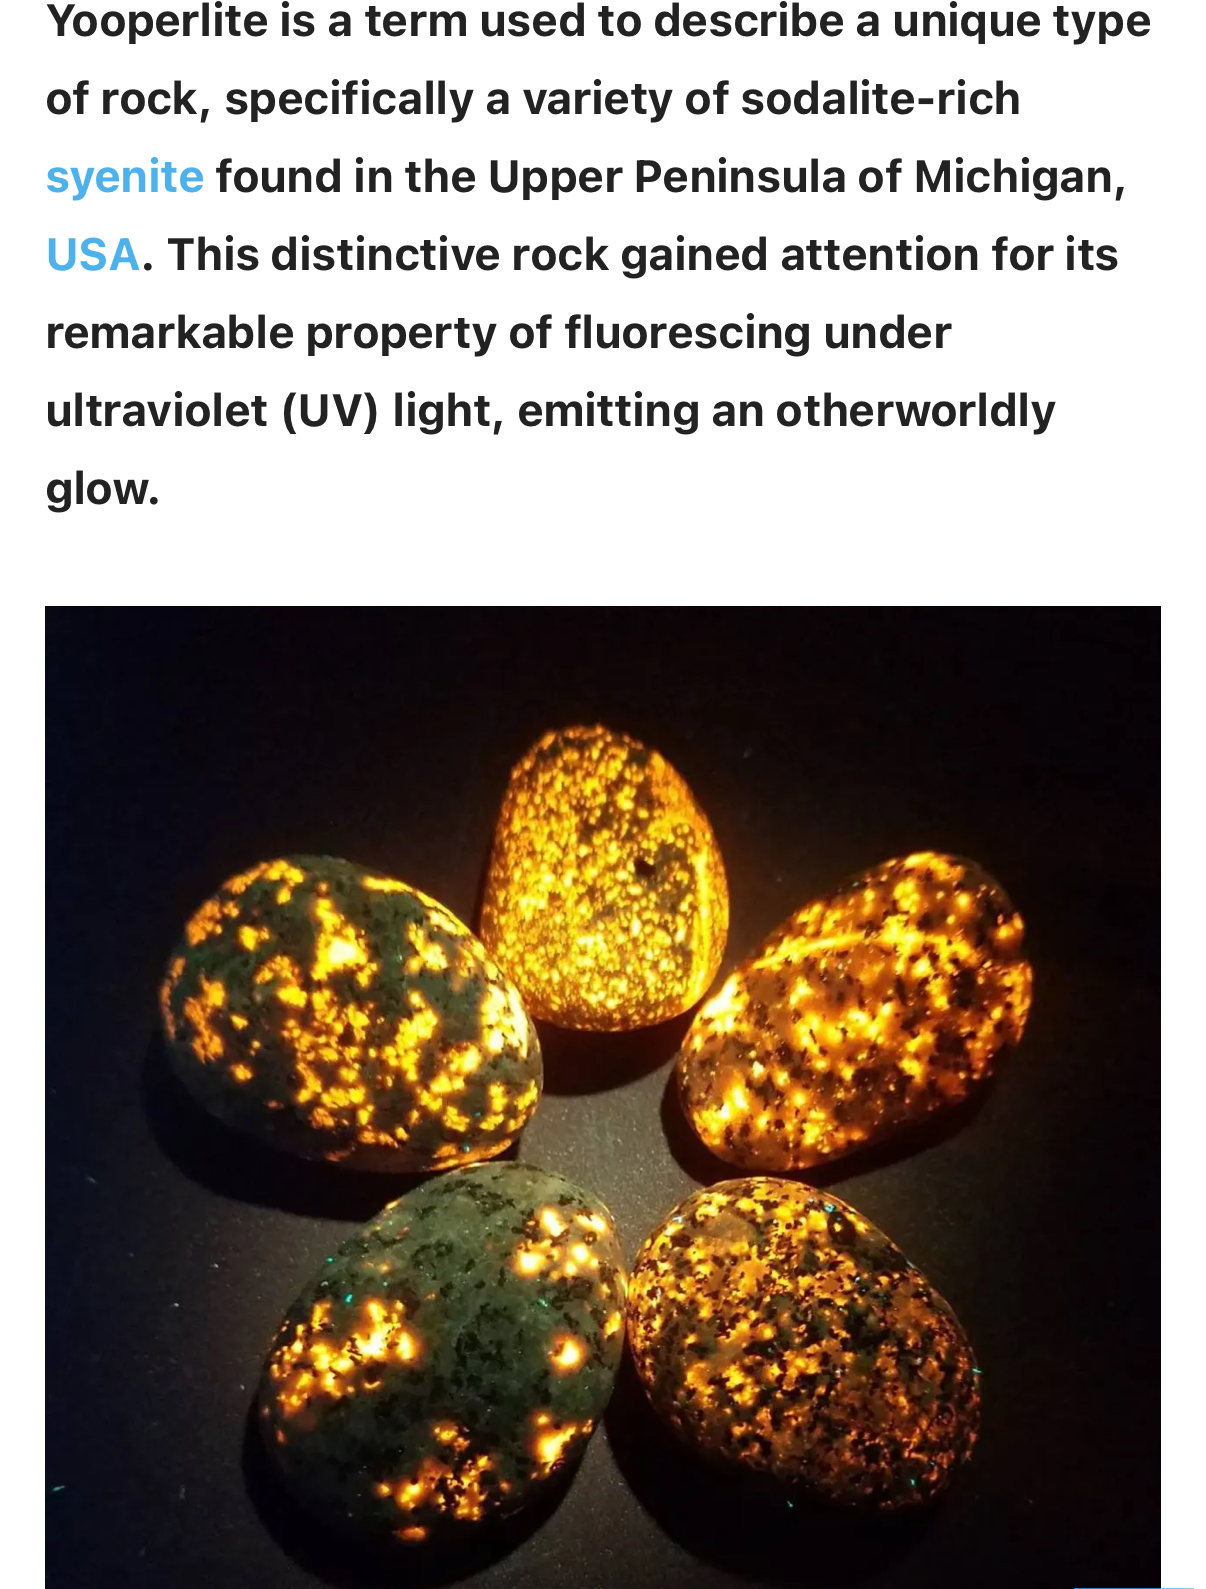 Yooperlite is a term used to describe a unique type
of rock, specifically a variety of sodalite-rich
syenite found in the Upper Peninsula of Michigan,
USA. This distinctive rock gained attention for its
remarkable property of fluorescing under
ultraviolet (UV) light, emitting an otherworldly
glow.